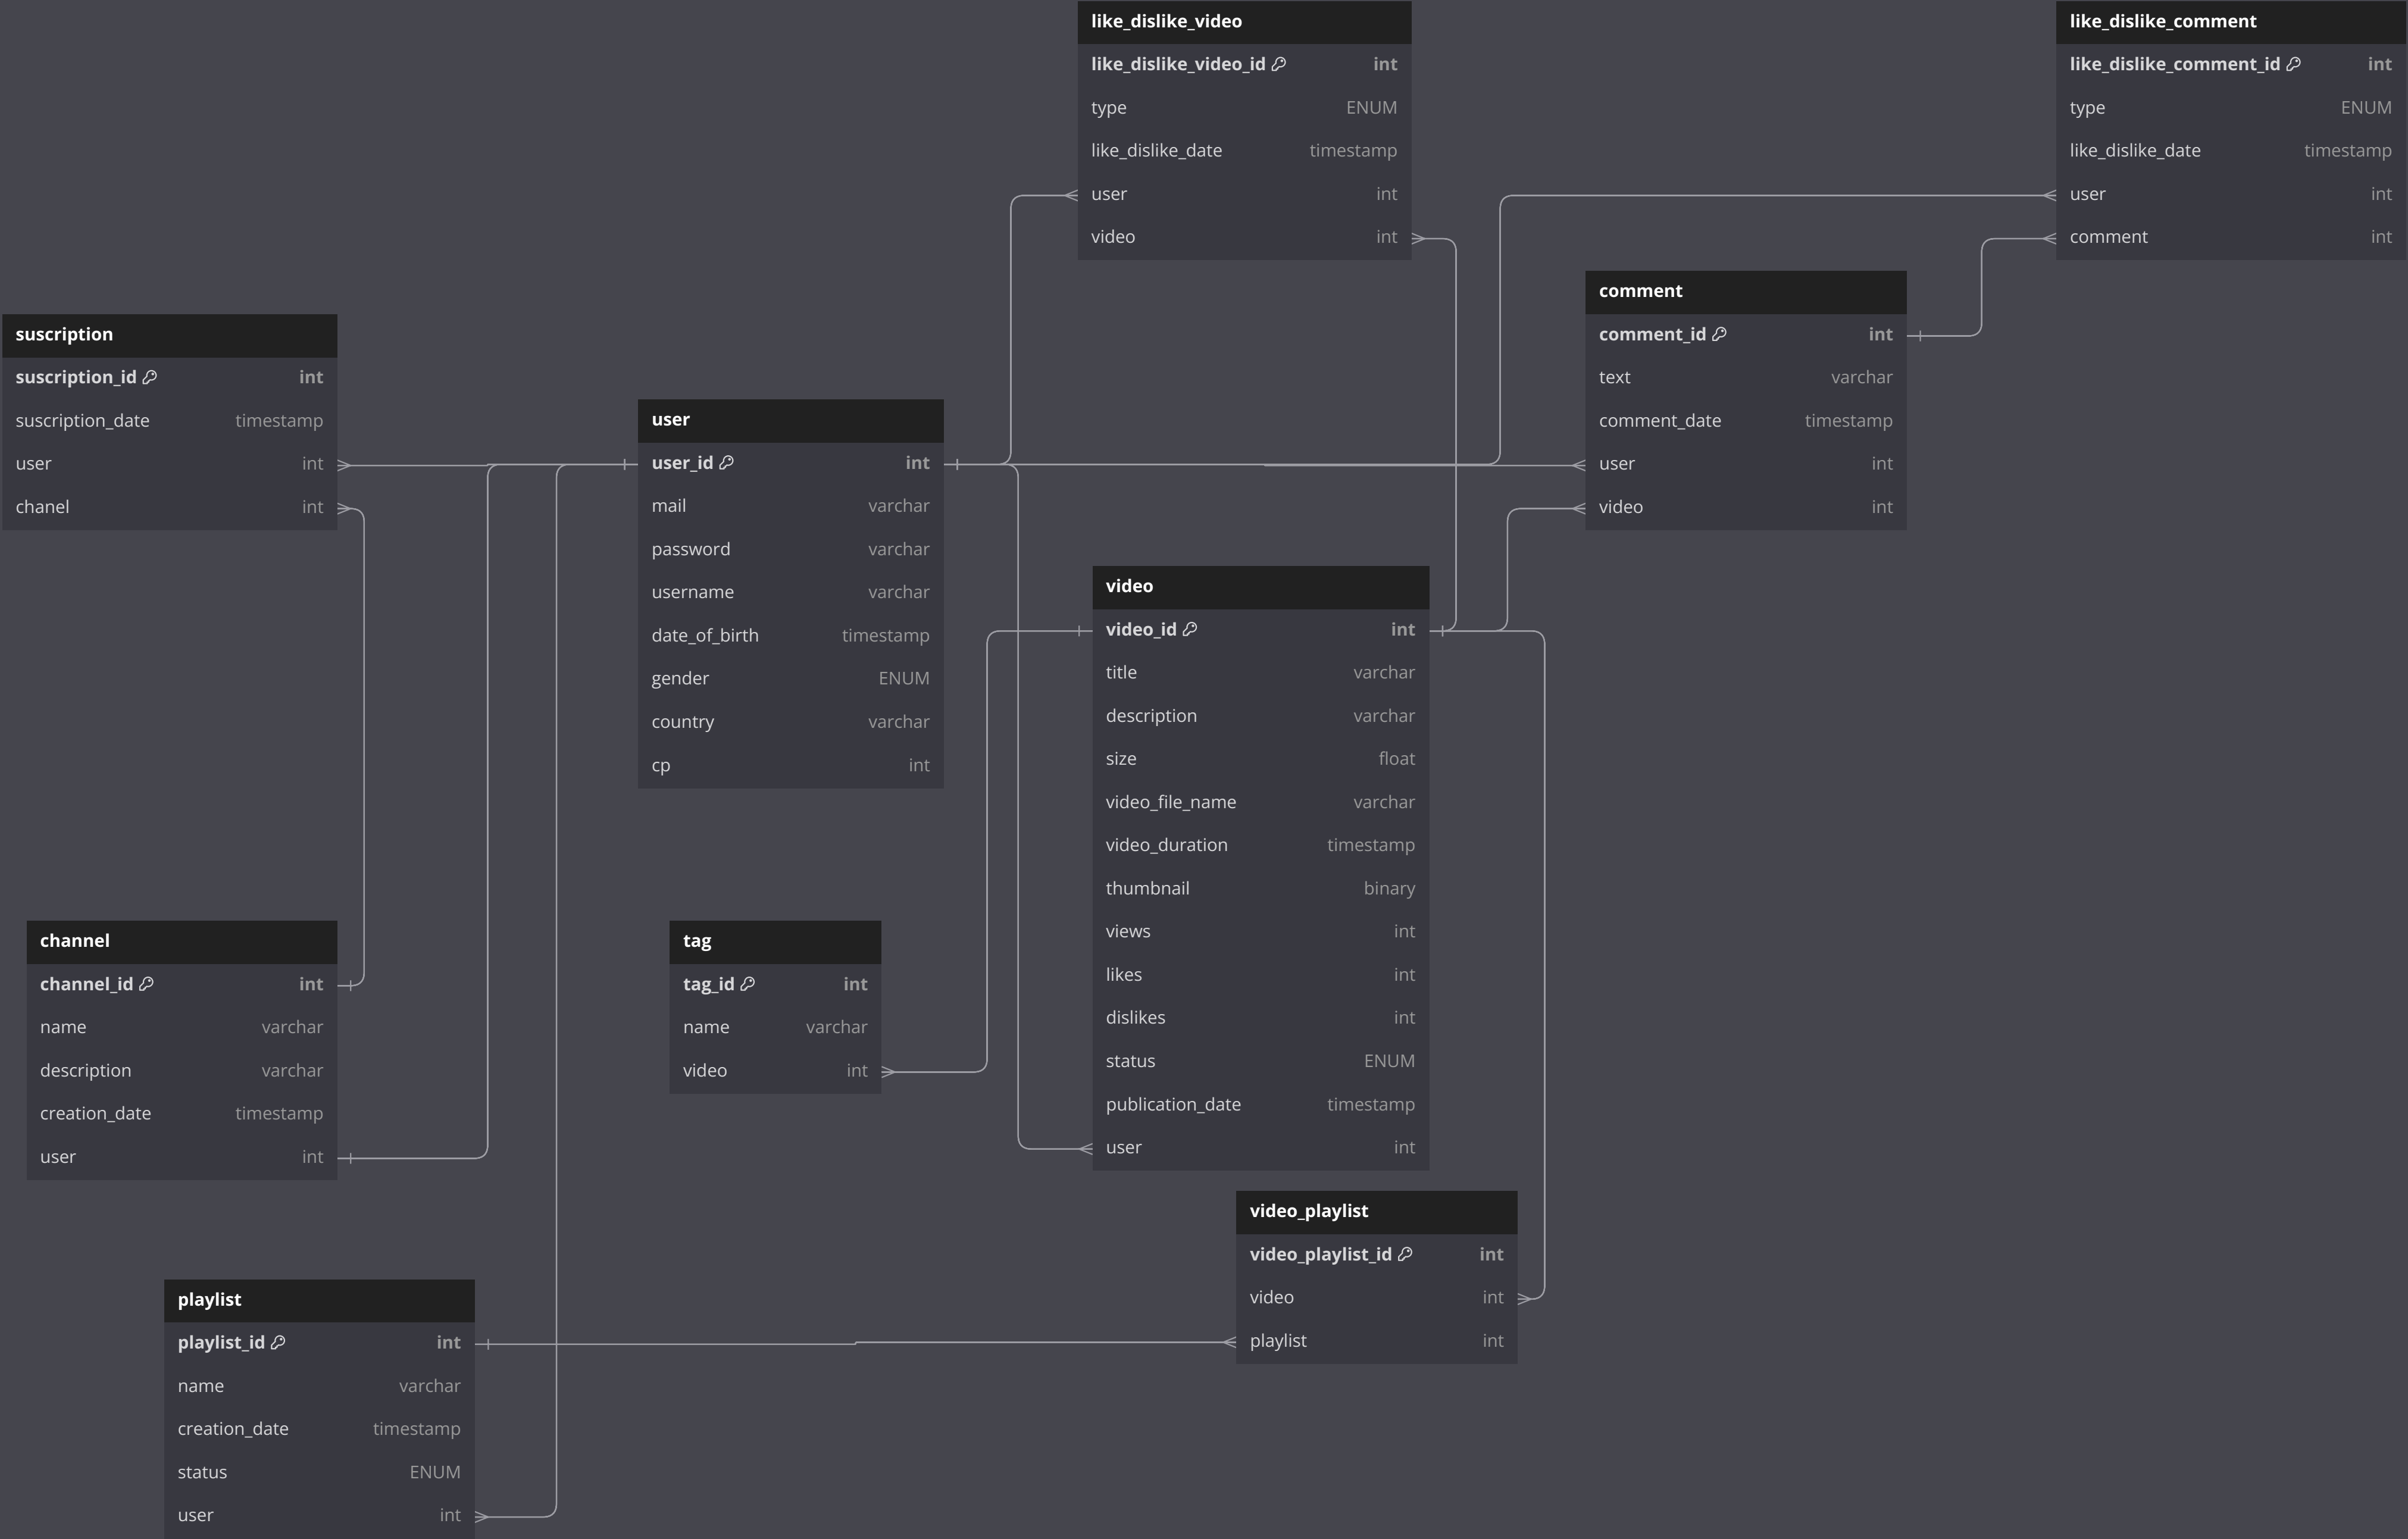 like_dislike_video
like_dislike_video_id int
type ENUM
like_dislike_date timestamp
user int
video int
like_dislike_comment
like_dislike_comment_id int
type ENUM
like_dislike_date timestamp
user int
comment int
comment
comment_id int
text varchar
comment_date timestamp
user int
video int
suscription
suscription_id int
suscription_date timestamp
user int
chanel int
user
user_id int
mail varchar
password varchar
username varchar
date_of_birth timestamp
gender ENUM
country varchar
cp int
video
video_id int
title varchar
description varchar
size float
video_file_name varchar
video_duration timestamp
thumbnail binary
views int
likes int
dislikes int
status ENUM
publication_date timestamp
user int
channel
channel_id int
name varchar
description varchar
creation_date timestamp
user int
tag
tag_id int
name varchar
video int
video_playlist
video_playlist_id int
video int
playlist int
playlist
playlist_id int
name varchar
creation_date timestamp
status ENUM
user int